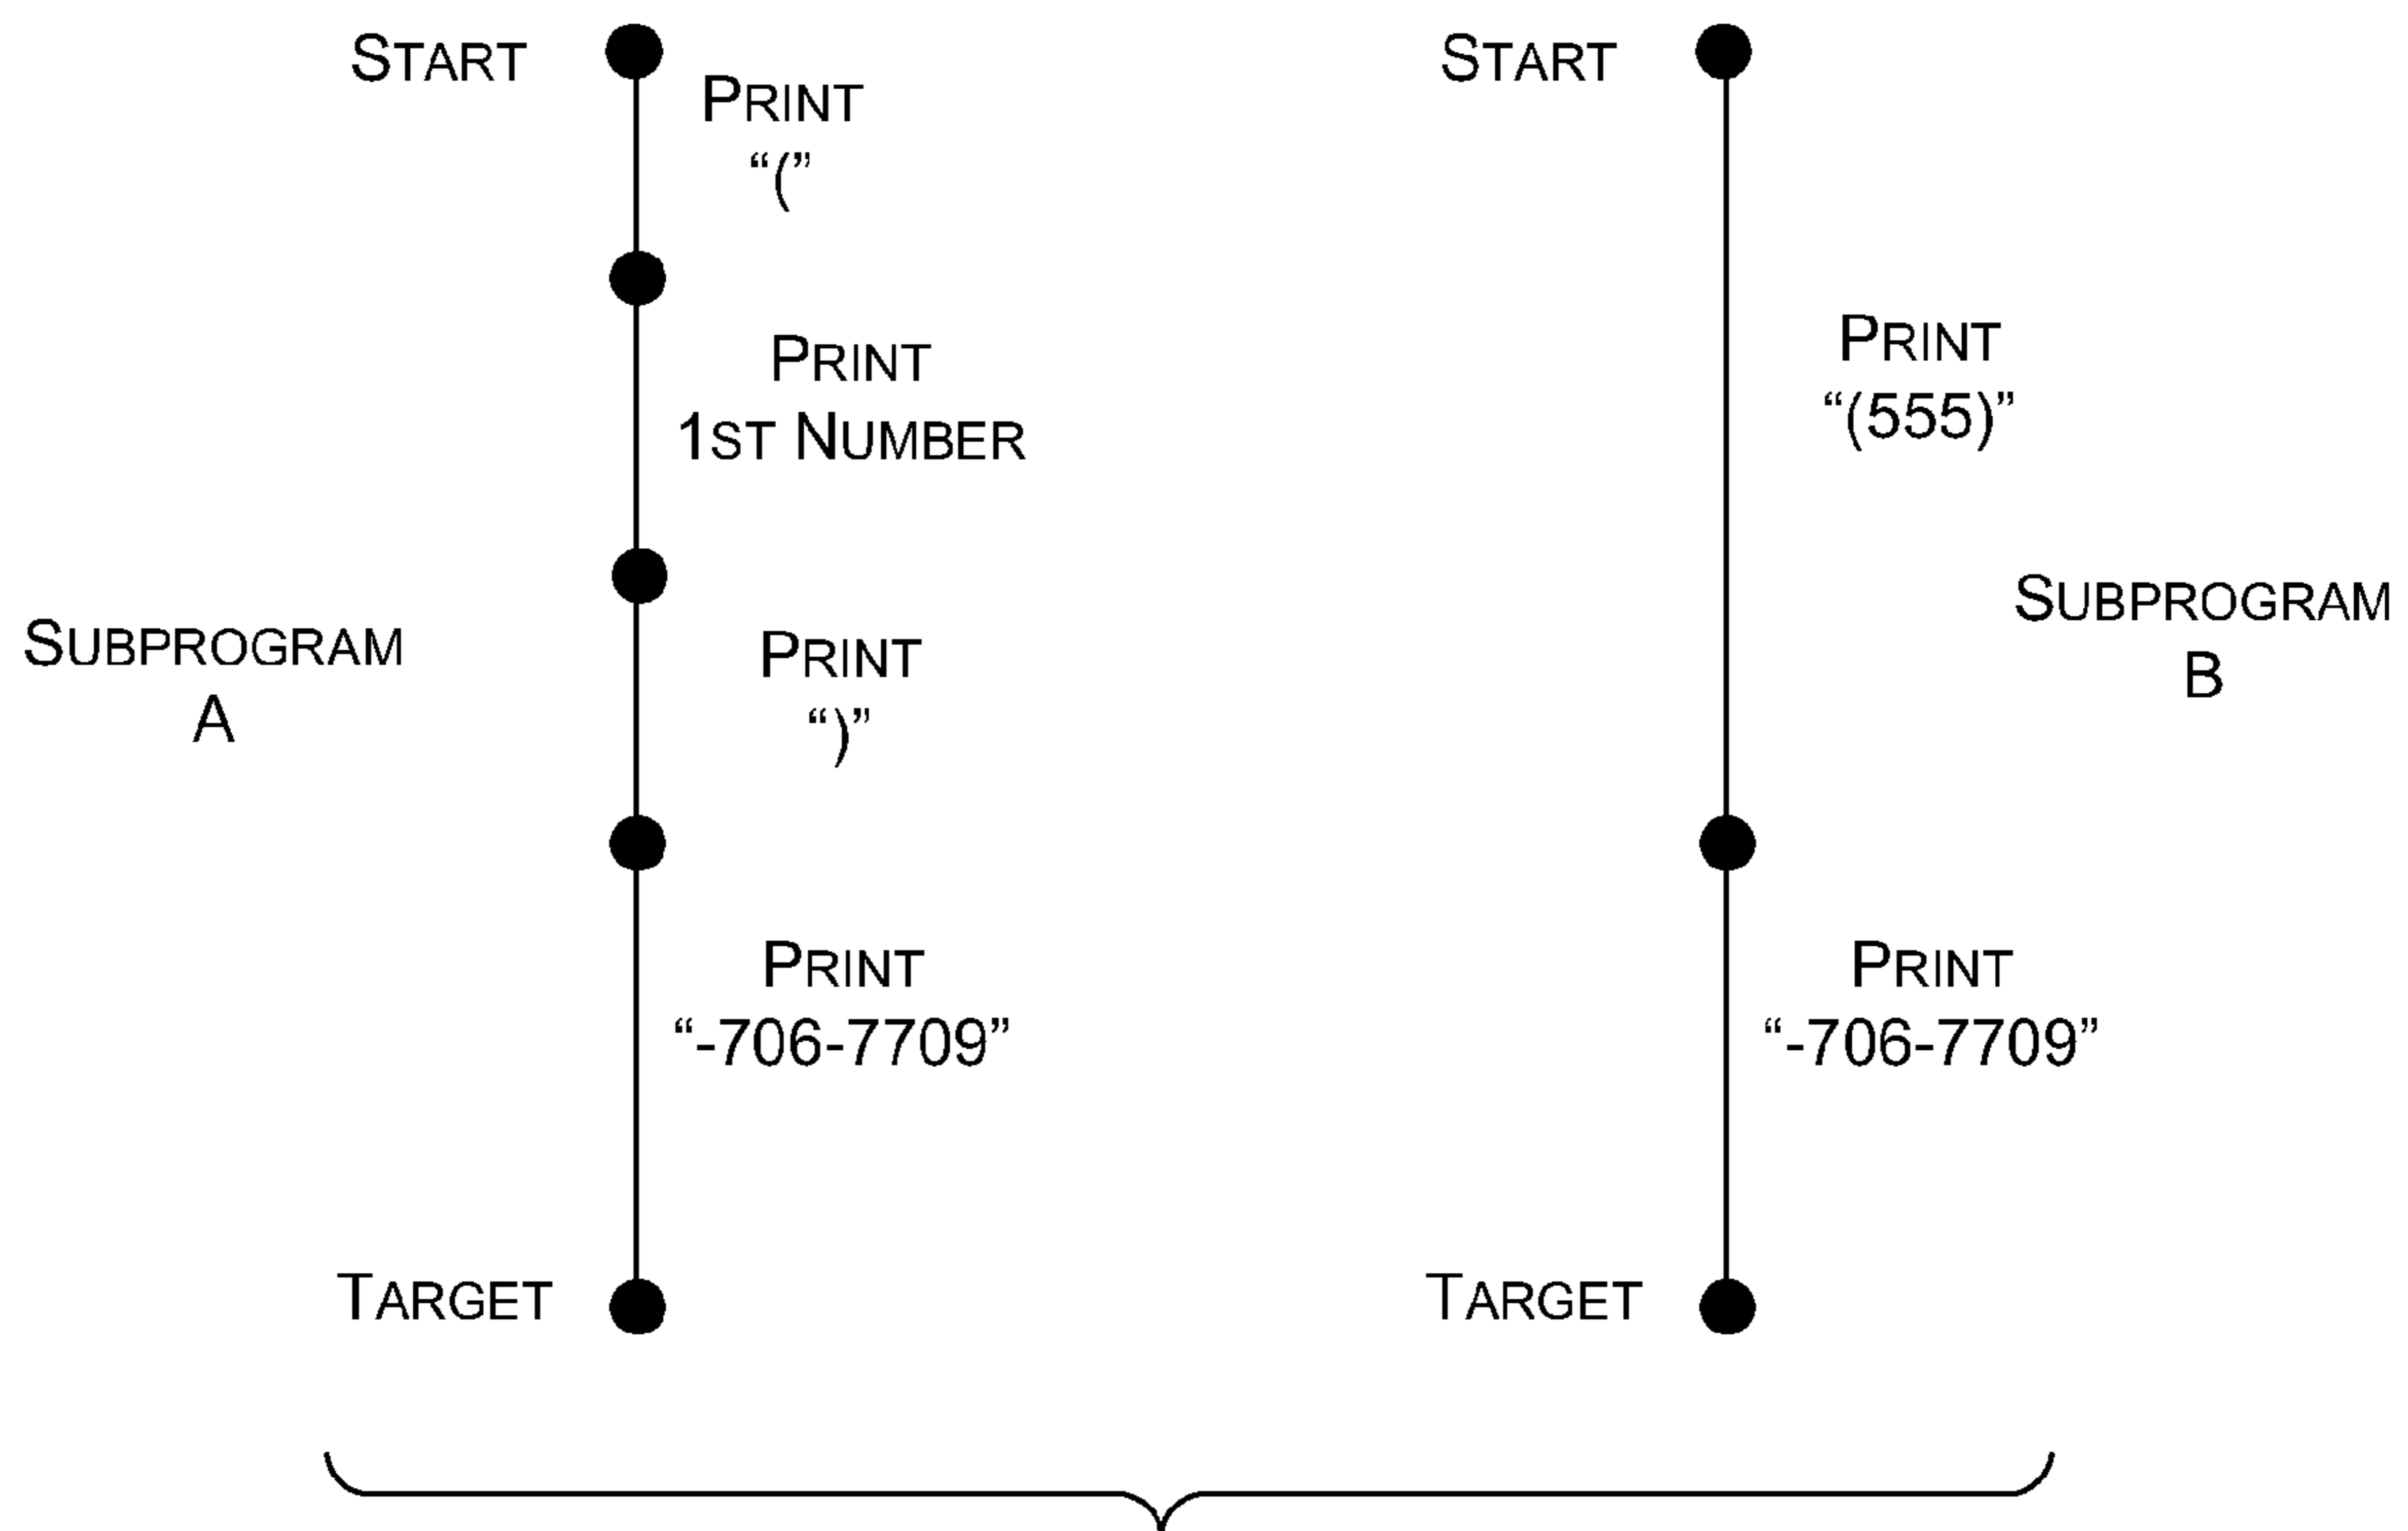 START
PRINT
“(”
PRINT
1ST NUMBER
SUBPROGRAM
A
PRINT
“)”
PRINT
“-706-7709”
TARGET
START
PRINT
“(555)”
SUBPROGRAM
B
PRINT
“-706-7709”
TARGET